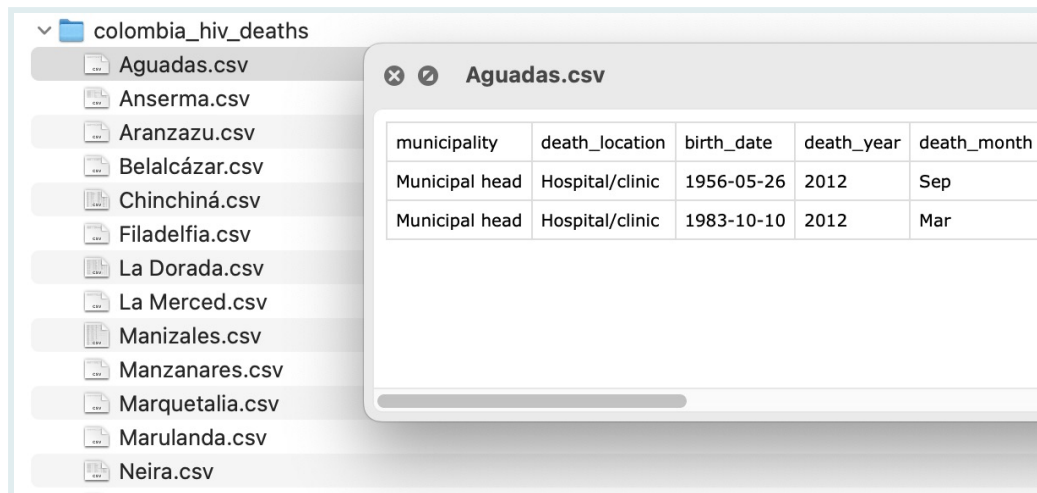 colombia_hiv_deaths
Aguadas.csv
Anserma.csv
Aranzazu.csv
Belalcázar.csv
Chinchiná.csv
Filadelfia.csv
La Dorada.csv
La Merced.csv
Manizales.csv
Manzanares.csv
Marquetalia.csv
Marulanda.csv
Neira.csv
Aguadas.csv
municipality death_location birth_date death_year death_month
Municipal head Hospital/clinic 1956-05-26 2012 Sep
Municipal head Hospital/clinic 1983-10-10 2012 Mar